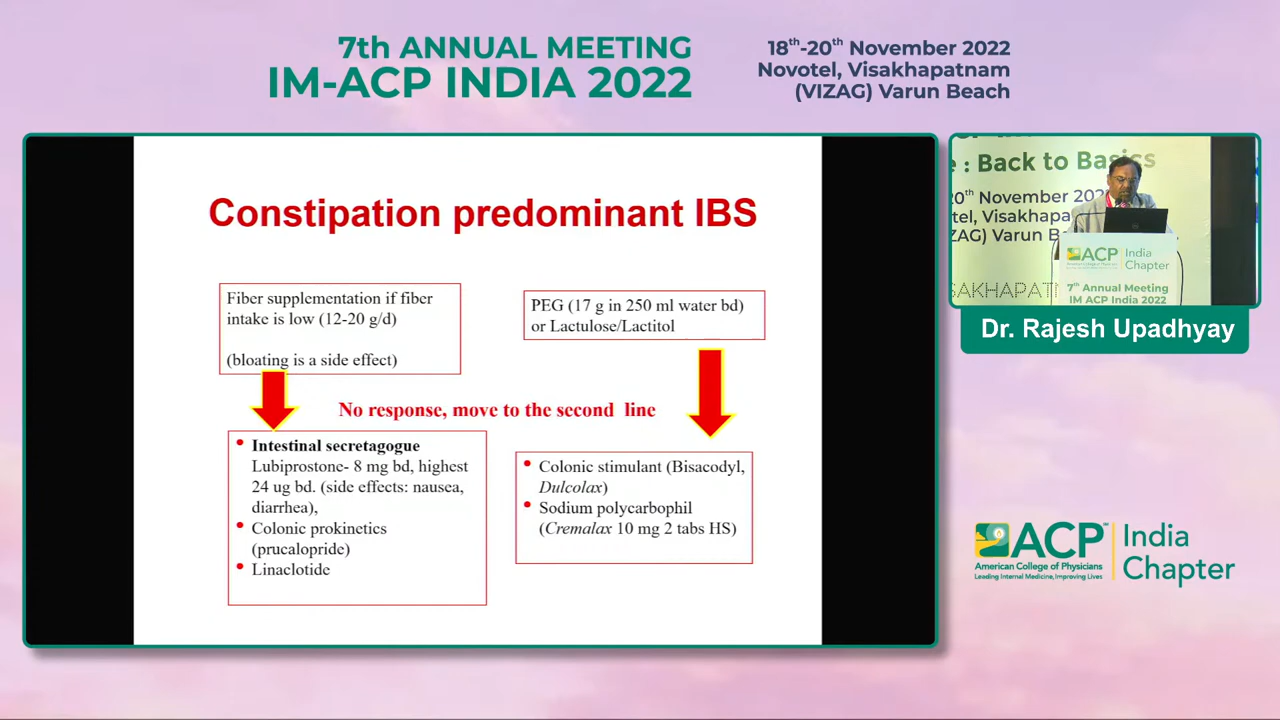 7th ANNUAL MEETING
IM-ACP INDIA 2022
18th-20th November 2022
Novotel, Visakhapatnam
(VIZAG) Varun Beach
Constipation predominant IBS
Fiber supplementation if fiber
intake is low (12-20 g/d)
(bloating is a side effect)
PEG (17 g in 250 ml water bd)
or Lactulose/Lactitol
No response, move to the second line
• Intestinal secretagogue
Lubiprostone- 8 mg bd, highest
24 ug bd. (side effects: nausea,
diarrhea),
• Colonic prokinetics
(prucalopride)
• Linaclotide
• Colonic stimulant (Bisacodyl,
Dulcolax)
• Sodium polycarbophil
(Cremalax 10 mg 2 tabs HS)
: Back to Basics
November 202
ACP India
Chapter
7th Annual Meeting
IM ACP India 2022
Dr. Rajesh Upadhyay
ACP
American College of Physicians
Leading Internal Medicine, Improving Lives
India
Chapter